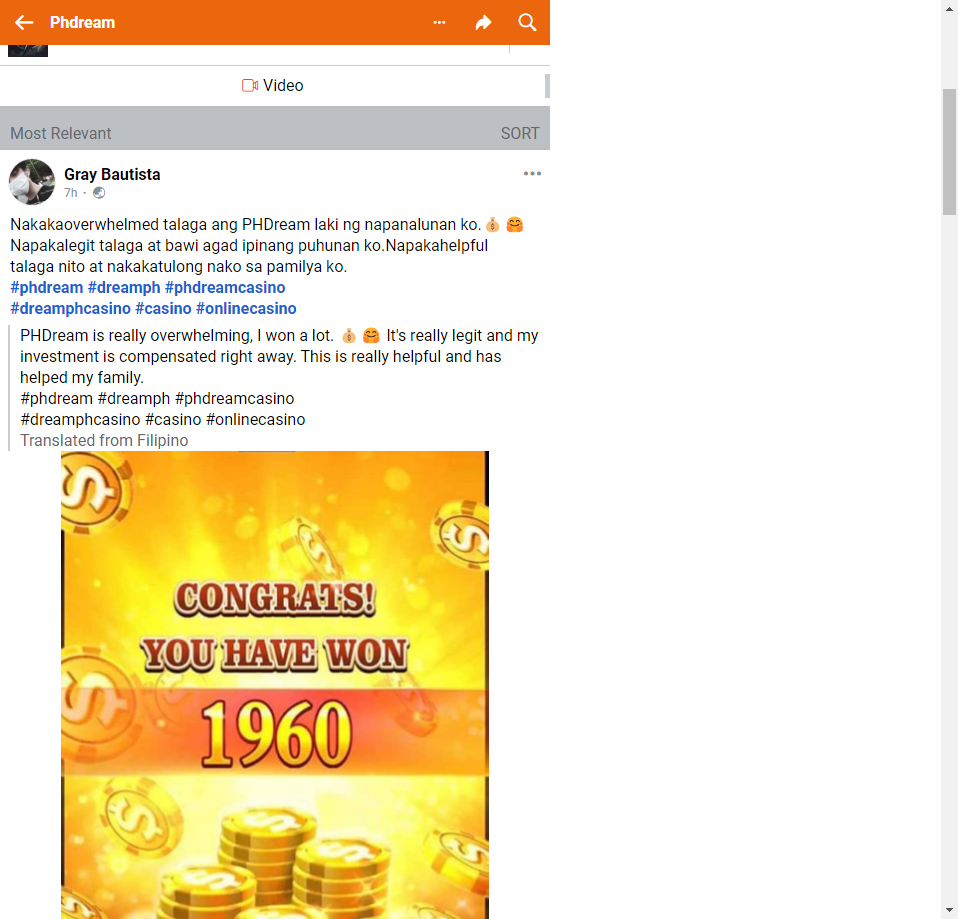 Phdream
Video
Most Relevant
SORT
Gray Bautista
7h ·
Nakakaoverwhelmed talaga ang PHDream laki ng napanalunan ko.💰 🤗
Napakalegit talaga at bawi agad ipinang puhunan ko.Napakahelpful
talaga nito at nakakatulong nako sa pamilya ko.
#phdream #dreamph #phdreamcasino
#dreamphcasino #casino #onlinecasino
PHDream is really overwhelming, I won a lot. 💰 🤗 It's really legit and my
investment is compensated right away. This is really helpful and has
helped my family.
#phdream #dreamph #phdreamcasino
#dreamphcasino #casino #onlinecasino
Translated from Filipino
CONGRATS!
YOU HAVE WON
1960